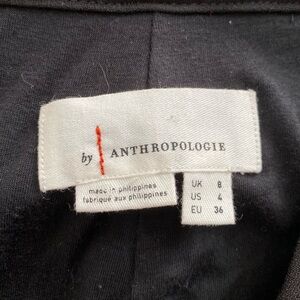 by ANTHROPOLOGIE
made in philippines
fabriqué aux philippines
UK 8
US 4
EU 36